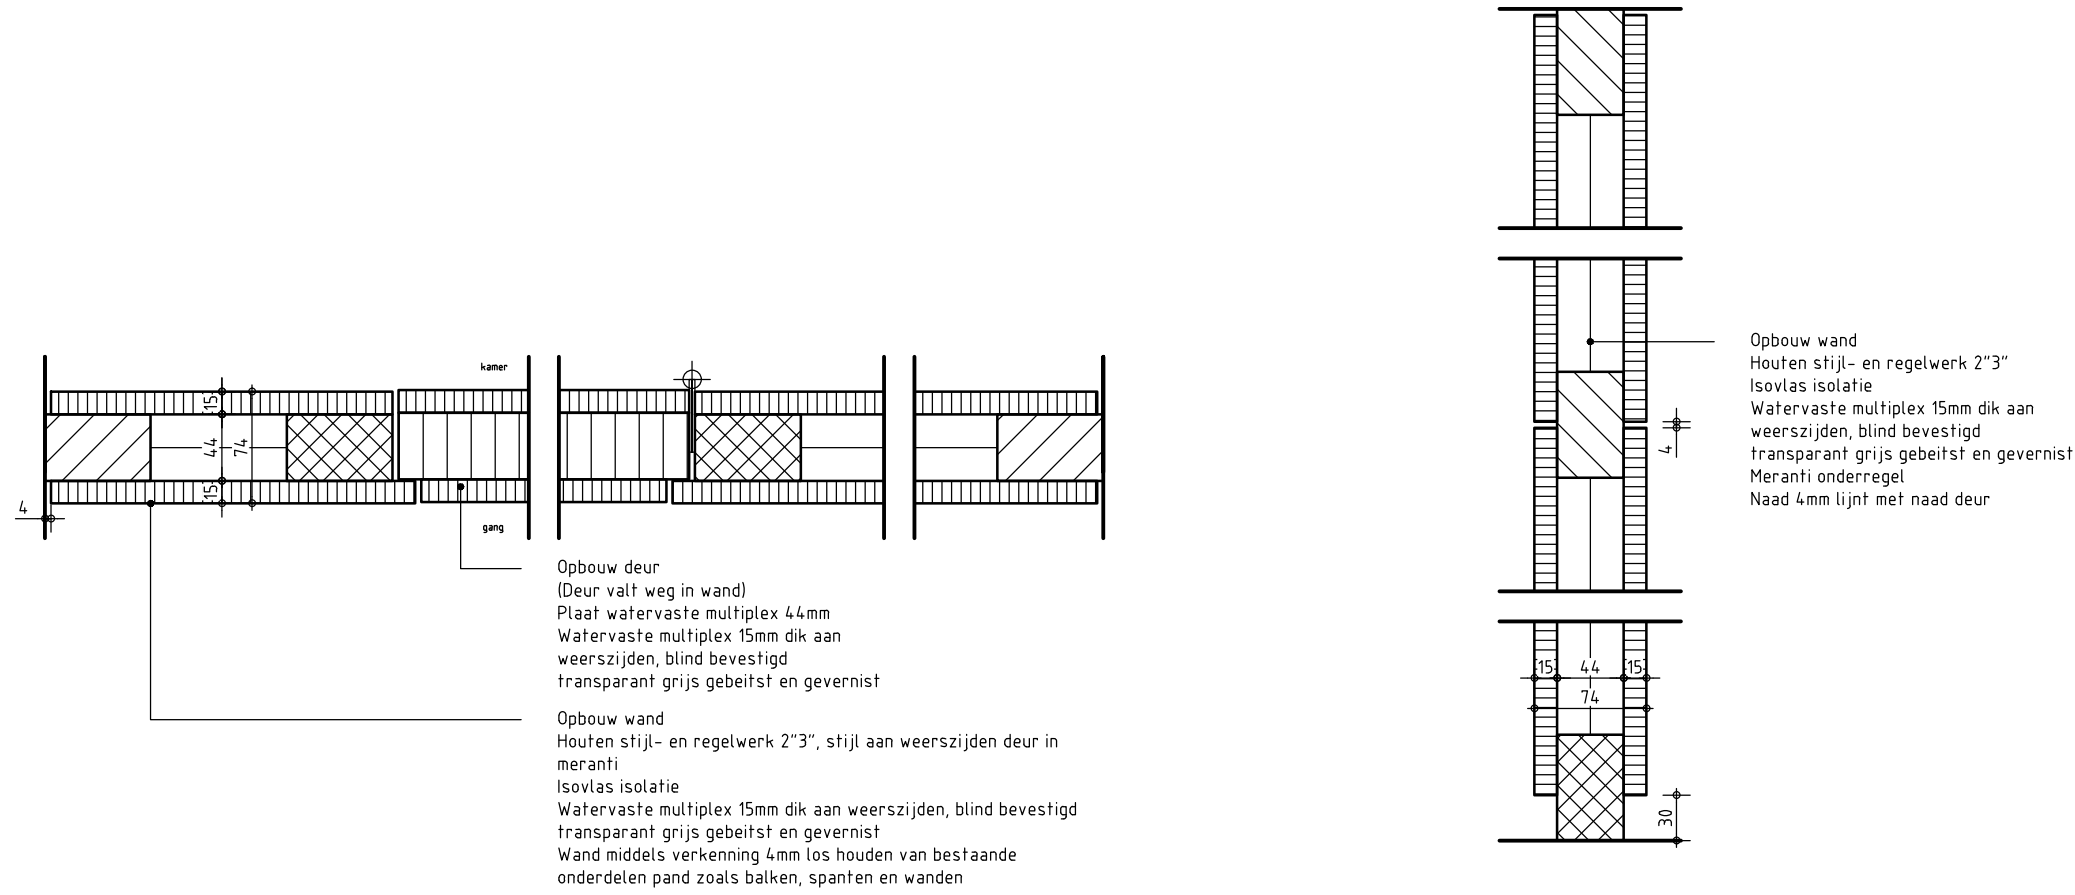 kamer
15
44
74
15
4
gang
Opbouw deur
(Deur valt weg in wand)
Plaat watervaste multiplex 44mm
Watervaste multiplex 15mm dik aan
weerszijden, blind bevestigd
transparant grijs gebeitst en gevernist
Opbouw wand
Houten stijl- en regelwerk 2"3", stijl aan weerszijden deur in
meranti
Isovlas isolatie
Watervaste multiplex 15mm dik aan weerszijden, blind bevestigd
transparant grijs gebeitst en gevernist
Wand middels verkenning 4mm los houden van bestaande
onderdelen pand zoals balken, spanten en wanden
Opbouw wand
Houten stijl- en regelwerk 2"3"
Isovlas isolatie
Watervaste multiplex 15mm dik aan
weerszijden, blind bevestigd
transparant grijs gebeitst en gevernist
Meranti onderregel
Naad 4mm lijnt met naad deur
4
15 44 15
74
30